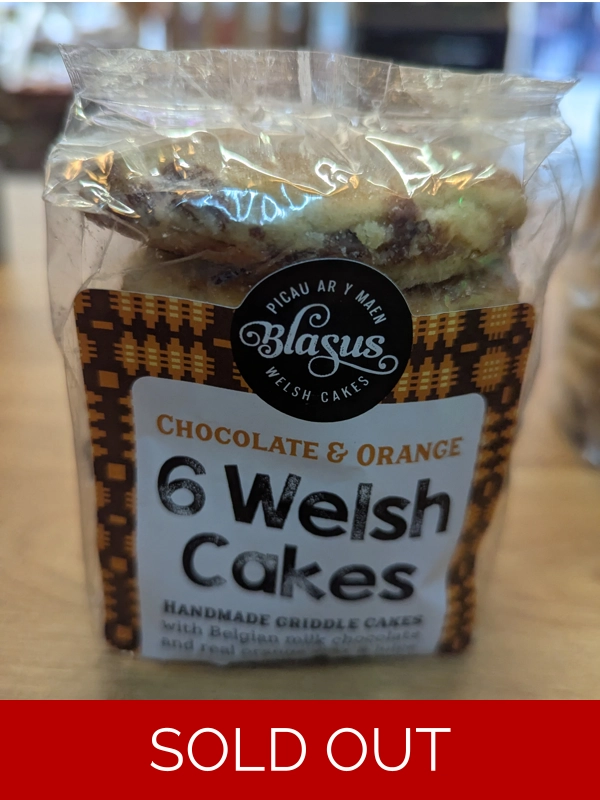 PICAU AR Y MAEN
Blasus
WELSH CAKES
CHOCOLATE & ORANGE
6 Welsh
Cakes
HANDMADE GRIDDLE CAKES
with Belgian milk chocolate
and real orange
SOLD OUT